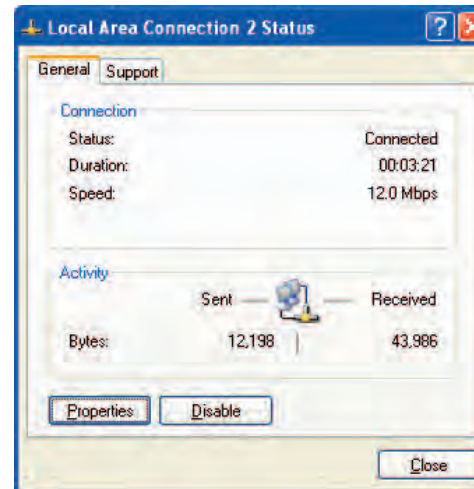 Local Area Connection 2 Status
General Support
Connection
Status: Connected
Duration: 00:03:21
Speed: 12.0 Mbps
Activity
Sent Received
Bytes: 12,198 43,986
Properties Disable
Close